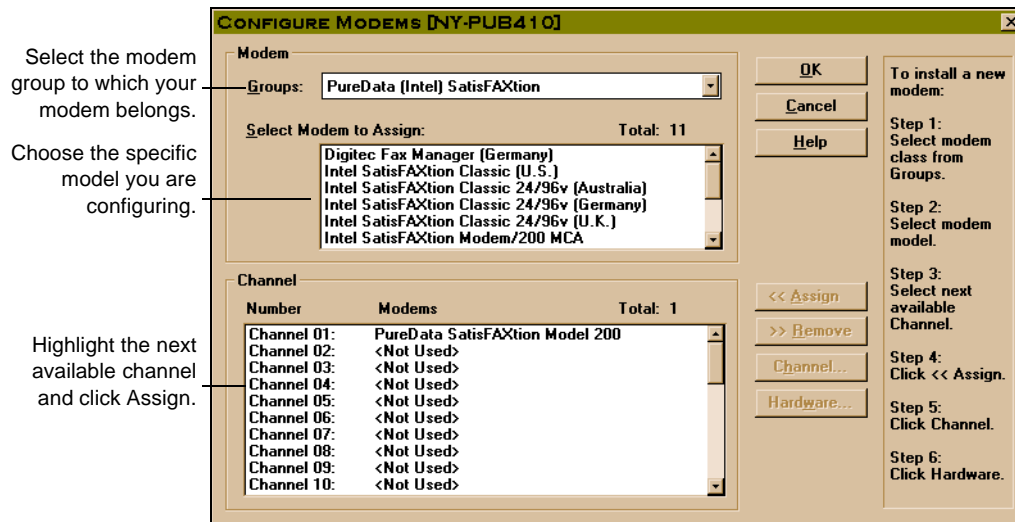 CONFIGURE MODEMS [NY-PUB410]
Select the modem
group to which your
modem belongs.
Choose the specific
model you are
configuring.
Highlight the next
available channel
and click Assign.
Modem
Groups: PureData (Intel) SatisFAXtion
Select Modem to Assign: Total: 11
Digitec Fax Manager (Germany)
Intel SatisFAXtion Classic (U.S.)
Intel SatisFAXtion Classic 24/96v (Australia)
Intel SatisFAXtion Classic 24/96v (Germany)
Intel SatisFAXtion Classic 24/96v (U.K.)
Intel SatisFAXtion Modem/200 MCA
Channel
Number Modems Total: 1
Channel 01: PureData SatisFAXtion Model 200
Channel 02: <Not Used>
Channel 03: <Not Used>
Channel 04: <Not Used>
Channel 05: <Not Used>
Channel 06: <Not Used>
Channel 07: <Not Used>
Channel 08: <Not Used>
Channel 09: <Not Used>
Channel 10: <Not Used>
OK
Cancel
Help
<< Assign
>> Remove
Channel...
Hardware...
To install a new
modem:
Step 1:
Select modem
class from
Groups.
Step 2:
Select modem
model.
Step 3:
Select next
available
Channel.
Step 4:
Click << Assign.
Step 5:
Click Channel.
Step 6:
Click Hardware.